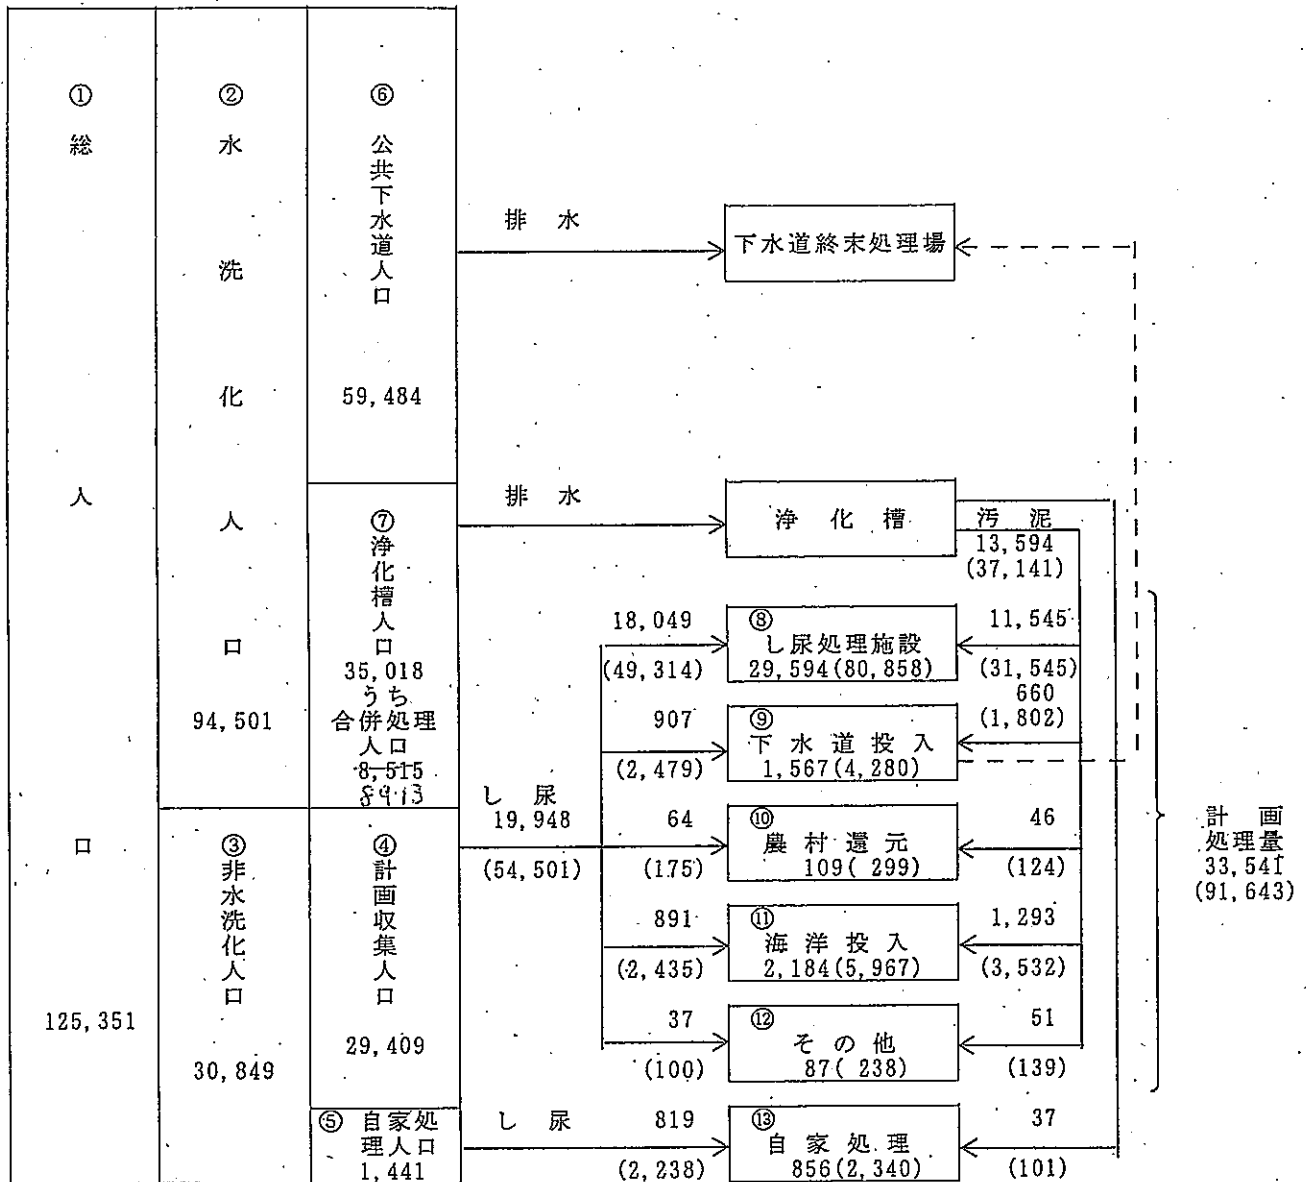 ① 総人口
125,351
② 水洗化人口
94,501
③ 非水洗化人口
30,849
⑥ 公共下水道人口
59,484
⑦ 浄化槽人口
35,018
うち
合併処理
人口
8,515
8913
④ 計画収集人口
29,409
⑤ 自家処
理人口
1,441
排水
下水道終末処理場
排水
浄化槽
汚泥
13,594
(37,141)
し尿
19,948
(54,501)
18,049
(49,314)
⑧
し尿処理施設
29,594(80,858)
11,545
(31,545)
907
(2,479)
⑨
下水道投入
1,567(4,280)
660
(1,802)
64
(175)
⑩
農村還元
109( 299)
46
(124)
891
(2,435)
⑪
海洋投入
2,184(5,967)
1,293
(3,532)
37
(100)
⑫
その他
87( 238)
51
(139)
し尿
819
(2,238)
⑬
自家処理
856(2,340)
37
(101)
計画
処理量
33,541
(91,643)